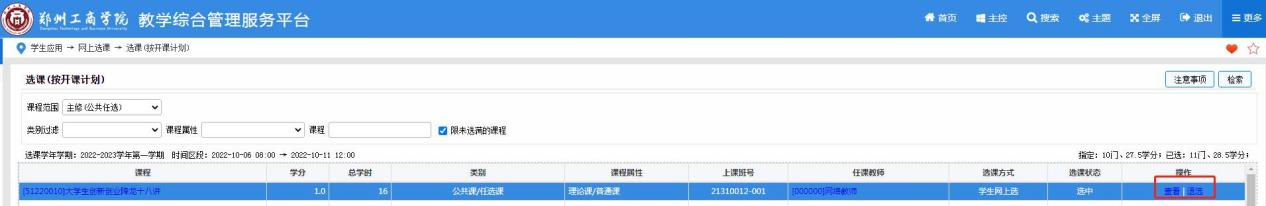 郑州工商学院 教学综合管理服务平台 首页 主控 搜索 主题 全屏 退出 更多
学生应用 → 网上选课 → 选课(按开课计划)
选课(按开课计划) 注意事项 检索
课程范围 主修(公共任选)
类别过滤 课程属性 课程 限未选满的课程
选课学年学期：2022-2023学年第一学期 时间区段：2022-10-06 08:00 → 2022-10-11 12:00 指定：10门、27.5学分；已选：11门、28.5学分；
课程 学分 总学时 类别 课程属性 上课班号 任课教师 选课方式 选课状态 操作
[51220010]大学生创新创业降龙十八讲 1.0 16 公共课/任选课 理论课/普通课 21310012-001 [000000]网络教师 学生网上选 选中 查看 | 退选